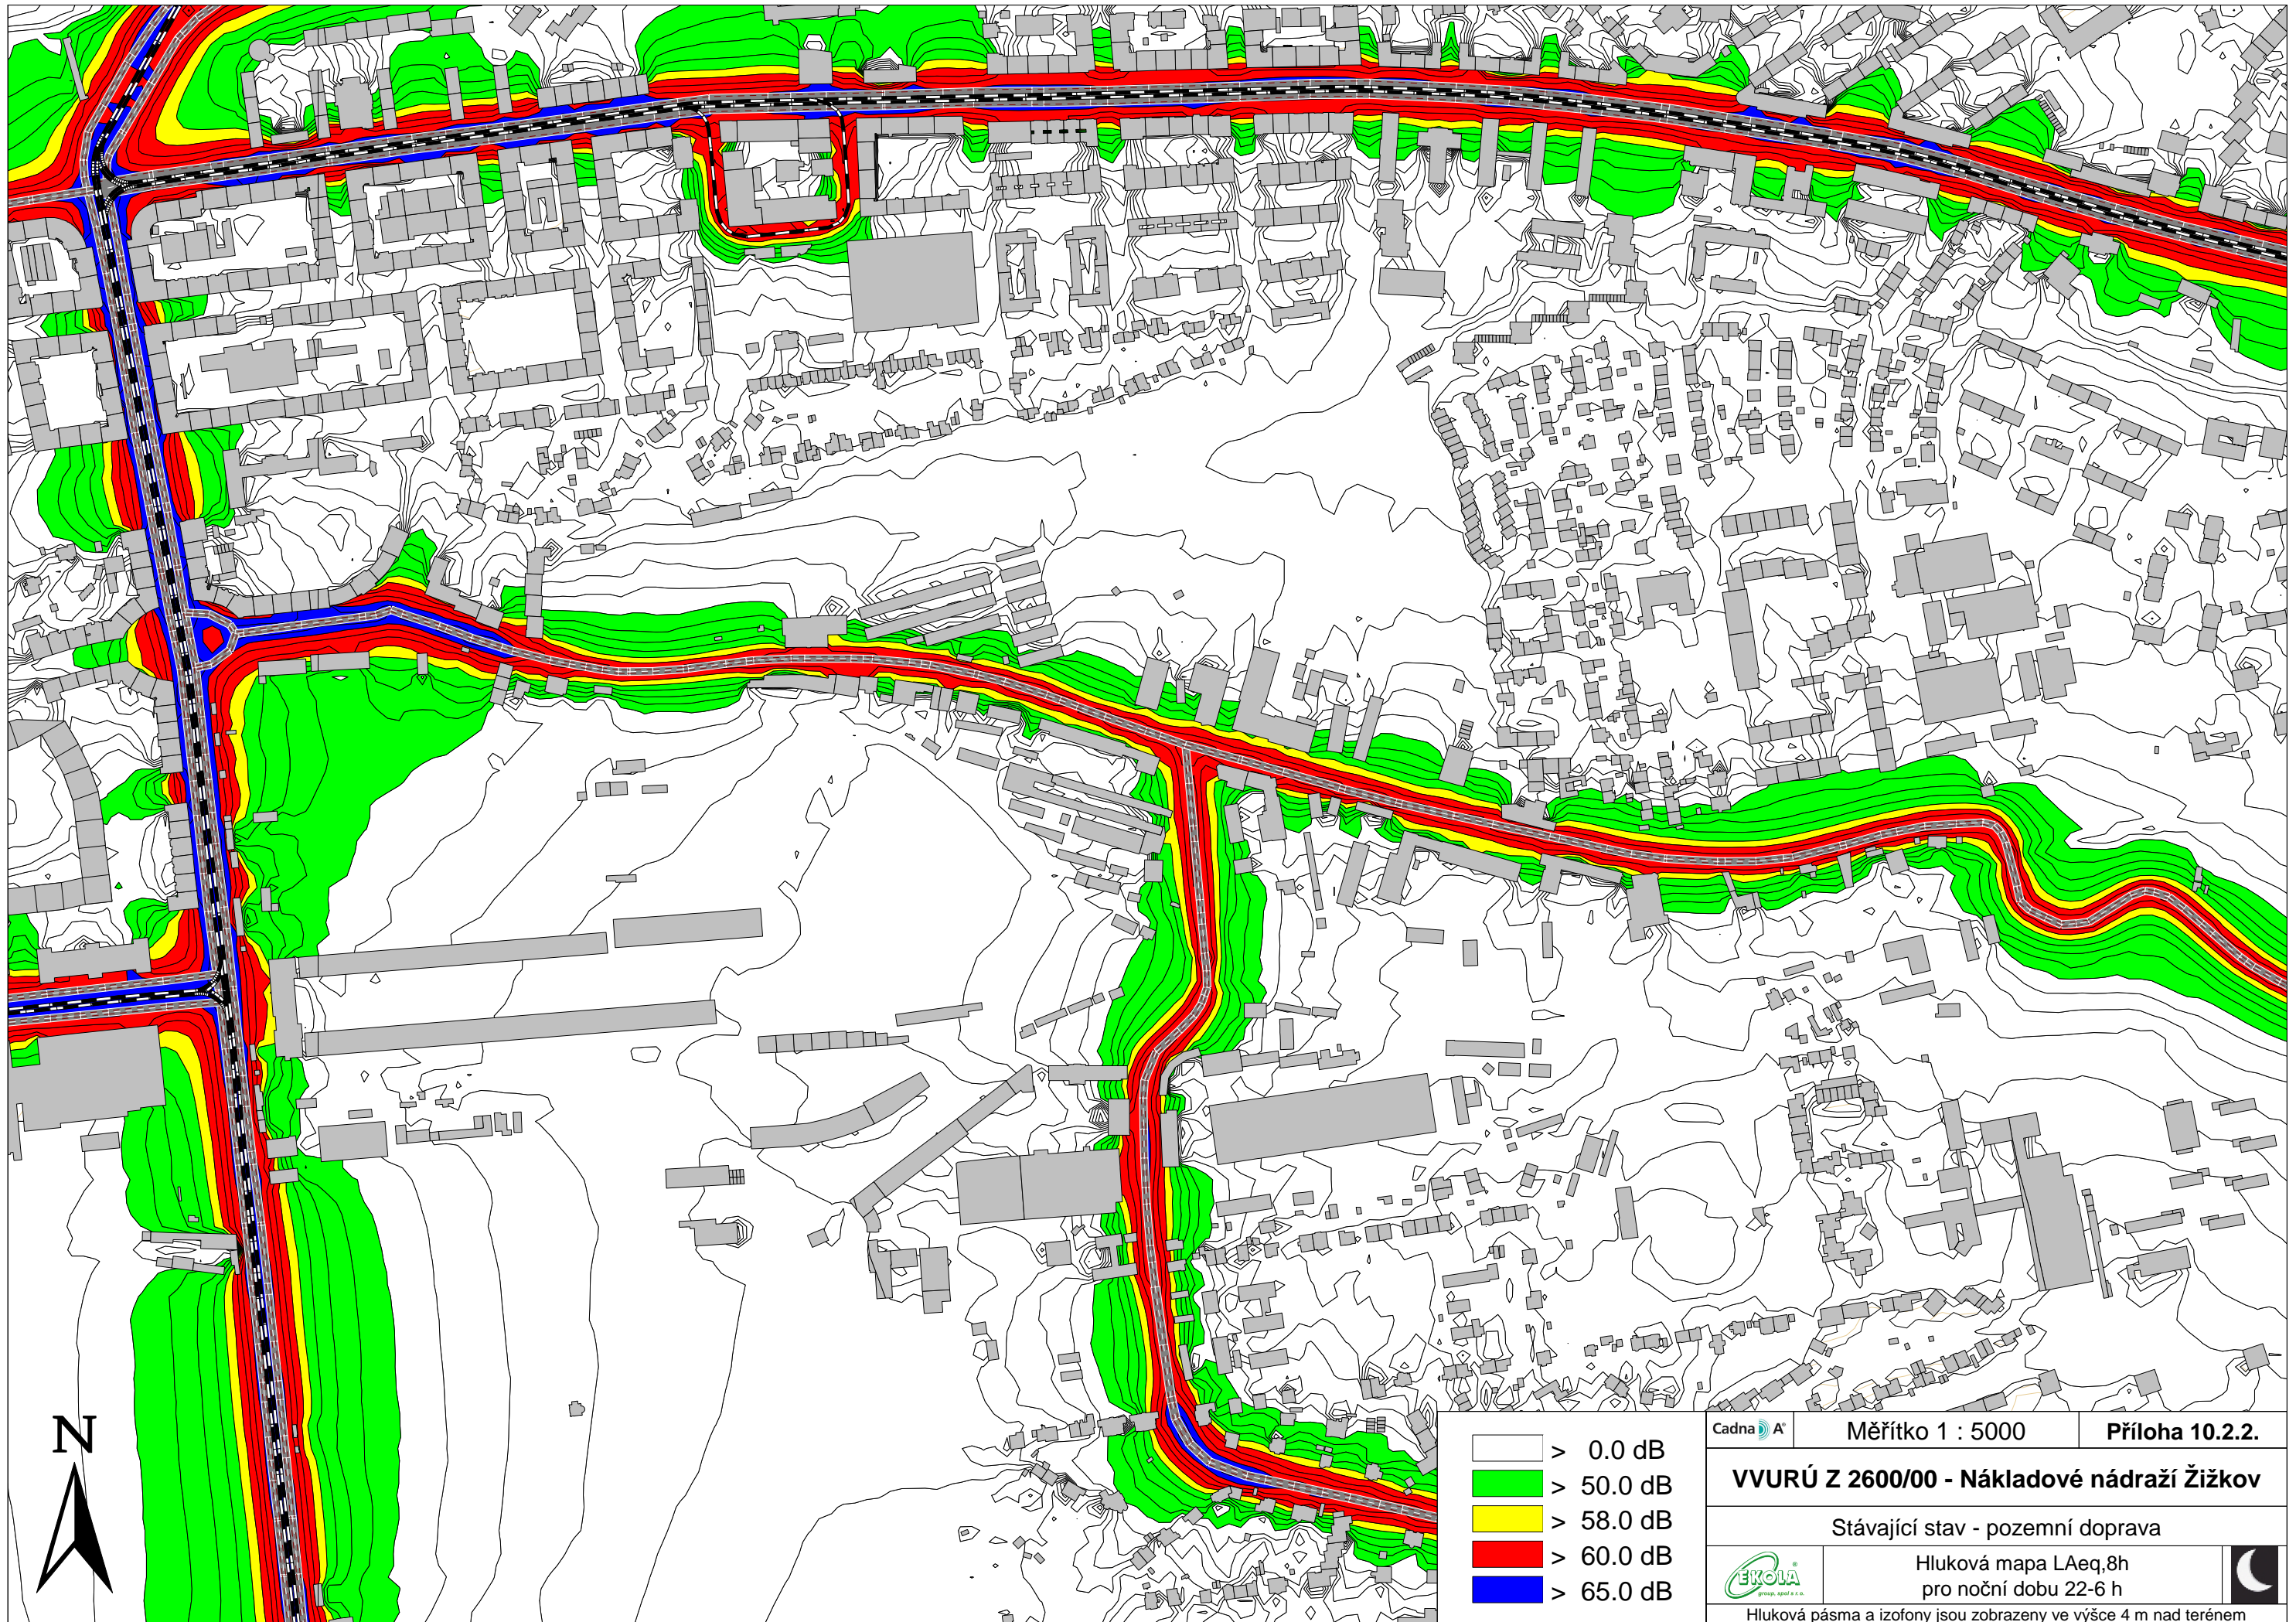 N
> 0.0 dB
> 50.0 dB
> 58.0 dB
> 60.0 dB
> 65.0 dB
Cadna A®
Měřítko 1 : 5000
Příloha 10.2.2.
VVURÚ Z 2600/00 - Nákladové nádraží Žižkov
Stávající stav - pozemní doprava
EKOLA ®
group, spol s r.o.
Hluková mapa LAeq,8h
pro noční dobu 22-6 h
Hluková pásma a izofony jsou zobrazeny ve výšce 4 m nad terénem